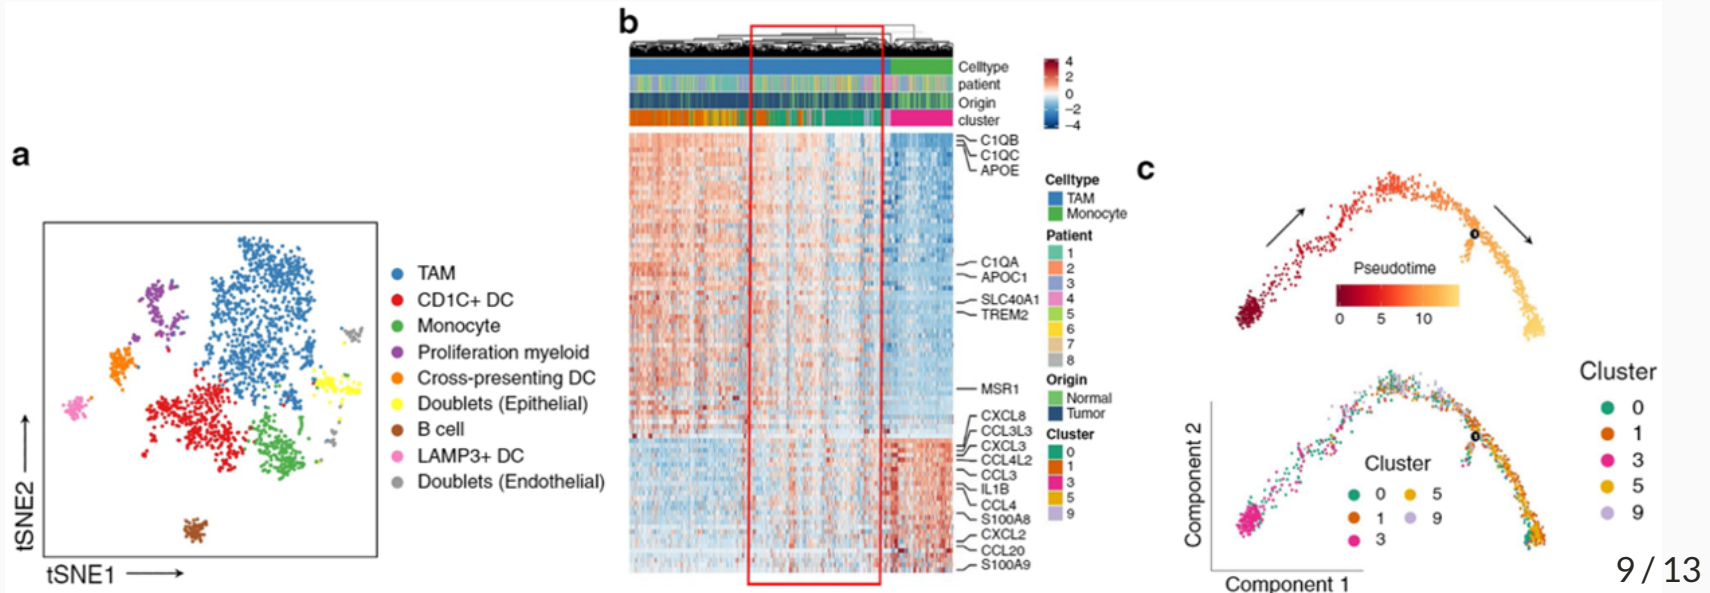 a
TAM
CD1C+ DC
Monocyte
Proliferation myeloid
Cross-presenting DC
Doublets (Epithelial)
B cell
LAMP3+ DC
Doublets (Endothelial)
tSNE2
tSNE1
b
Celltype
patient
Origin
cluster
4
2
0
−2
−4
C1QB
C1QC
APOE
C1QA
APOC1
SLC40A1
TREM2
MSR1
CXCL8
CCL3L3
CXCL3
CCL4L2
CCL3
IL1B
CCL4
S100A8
CXCL2
CCL20
S100A9
Celltype
TAM
Monocyte
Patient
1
2
3
4
5
6
7
8
Origin
Normal
Tumor
Cluster
0
1
3
5
9
c
1
Pseudotime
0 5 10
1
Cluster
0 5
1 9
3
Component 2
Component 1
Cluster
0
1
3
5
9
9 / 13